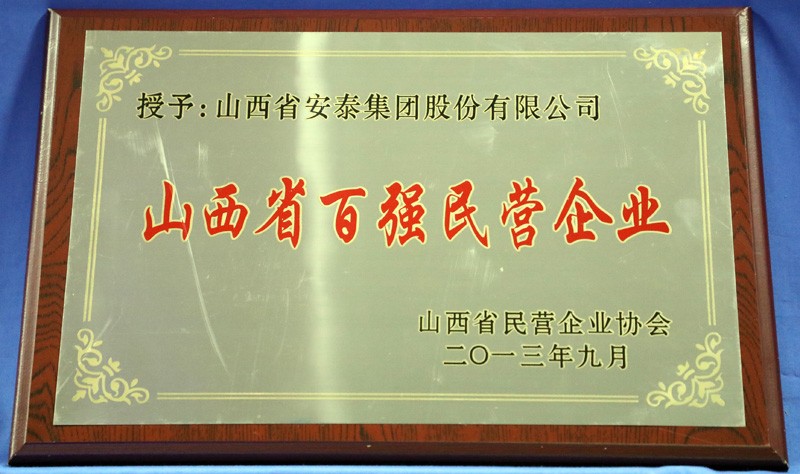 授予:山西省安泰集团股份有限公司
山西省百强民营企业
山西省民营企业协会
二〇一三年九月